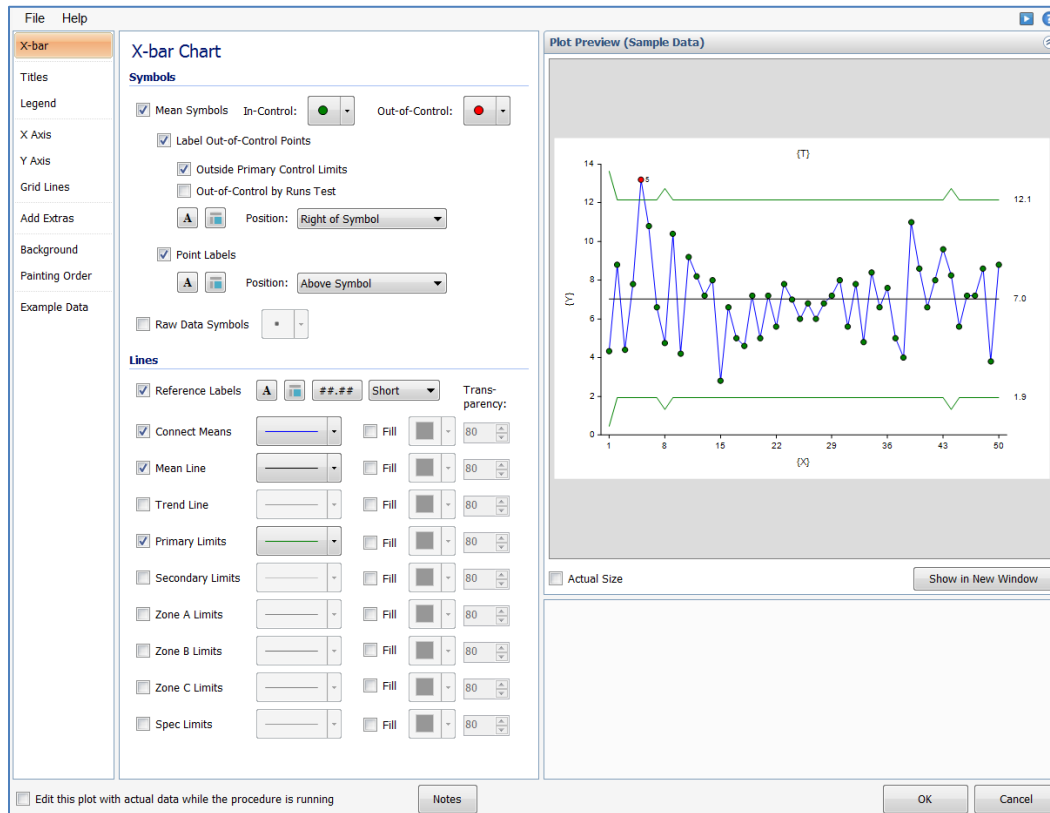 File Help
X-bar
Titles
Legend
X Axis
Y Axis
Grid Lines
Add Extras
Background
Painting Order
Example Data
X-bar Chart
Symbols
Mean Symbols In-Control: Out-of-Control:
Label Out-of-Control Points
Outside Primary Control Limits
Out-of-Control by Runs Test
A Position: Right of Symbol
Point Labels
A Position: Above Symbol
Raw Data Symbols
Lines
Reference Labels A ##.## Short Trans-
parency:
Connect Means Fill 80
Mean Line Fill 80
Trend Line Fill 80
Primary Limits Fill 80
Secondary Limits Fill 80
Zone A Limits Fill 80
Zone B Limits Fill 80
Zone C Limits Fill 80
Spec Limits Fill 80
Plot Preview (Sample Data)
{T}
14
12
10
8
6
4
2
0
{Y}
5
12.1
7.0
1.9
1 8 15 22 29 36 43 50
{X}
Actual Size Show in New Window
Edit this plot with actual data while the procedure is running Notes OK Cancel